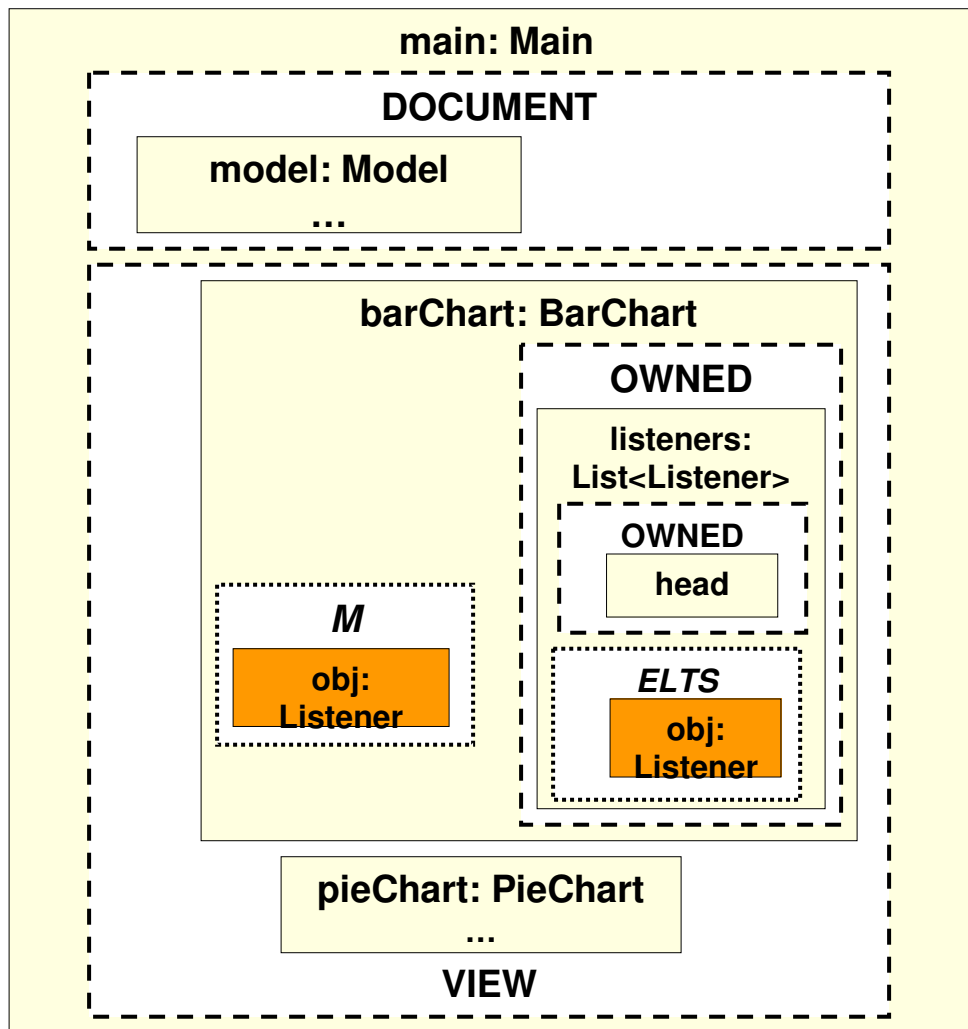 main: Main
DOCUMENT
model: Model
...
barChart: BarChart
OWNED
listeners:
List<Listener>
OWNED
head
M
obj:
Listener
ELTS
obj:
Listener
pieChart: PieChart
...
VIEW